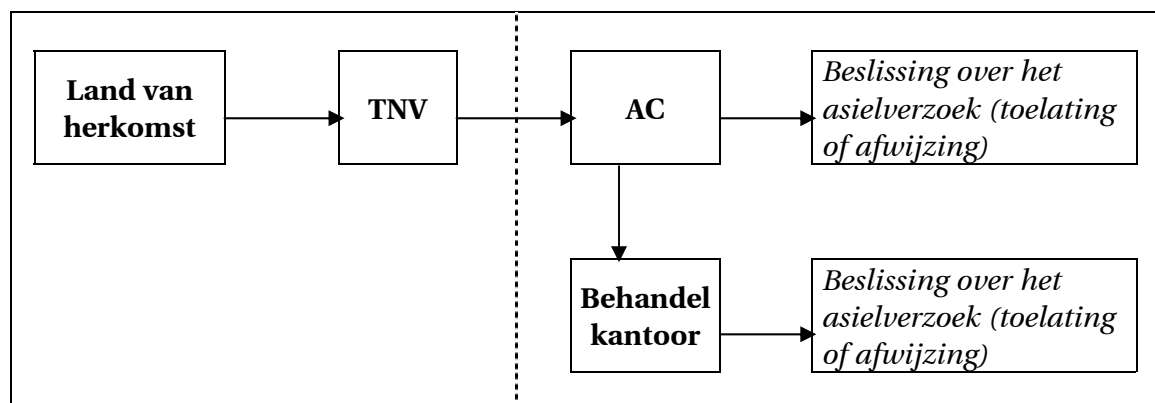 Land van
herkomst
TNV
AC
Beslissing over het
asielverzoek (toelating
of afwijzing)
Behandel
kantoor
Beslissing over het
asielverzoek (toelating
of afwijzing)